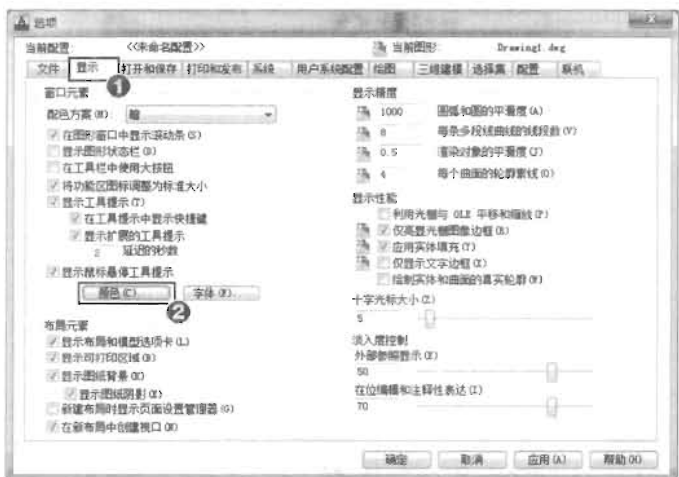 选项
当前配置: <<未命名配置>> 当前图形: Drawing1.dwg
文件 显示 打开和保存 打印和发布 系统 用户系统配置 绘图 三维建模 选择集 配置 联机
1
窗口元素
配色方案(M): 暗
在图形窗口中显示滚动条(S)
显示图形状态栏(D)
在工具栏中使用大按钮
将功能区图标调整为标准大小
显示工具提示(T)
在工具提示中显示快捷键
显示扩展的工具提示
2 延迟的秒数
显示鼠标悬停工具提示
颜色(C)... 字体(F)...
2
布局元素
显示布局和模型选项卡(L)
显示可打印区域(B)
显示图纸背景(K)
显示图纸阴影(E)
新建布局时显示页面设置管理器(G)
在新布局中创建视口(N)
显示精度
1000 圆弧和圆的平滑度(A)
8 每条多段线曲线的线段数(V)
0.5 渲染对象的平滑度(J)
4 每个曲面的轮廓素线(O)
显示性能
利用光栅与 OLE 平移和缩放(P)
仅亮显光栅图像边框(R)
应用实体填充(Y)
仅显示文字边框(X)
绘制实体和曲面的真实轮廓(W)
十字光标大小(Z)
5
淡入度控制
外部参照显示(E)
50
在位编辑和注释性表达(I)
70
确定 取消 应用(A) 帮助(H)